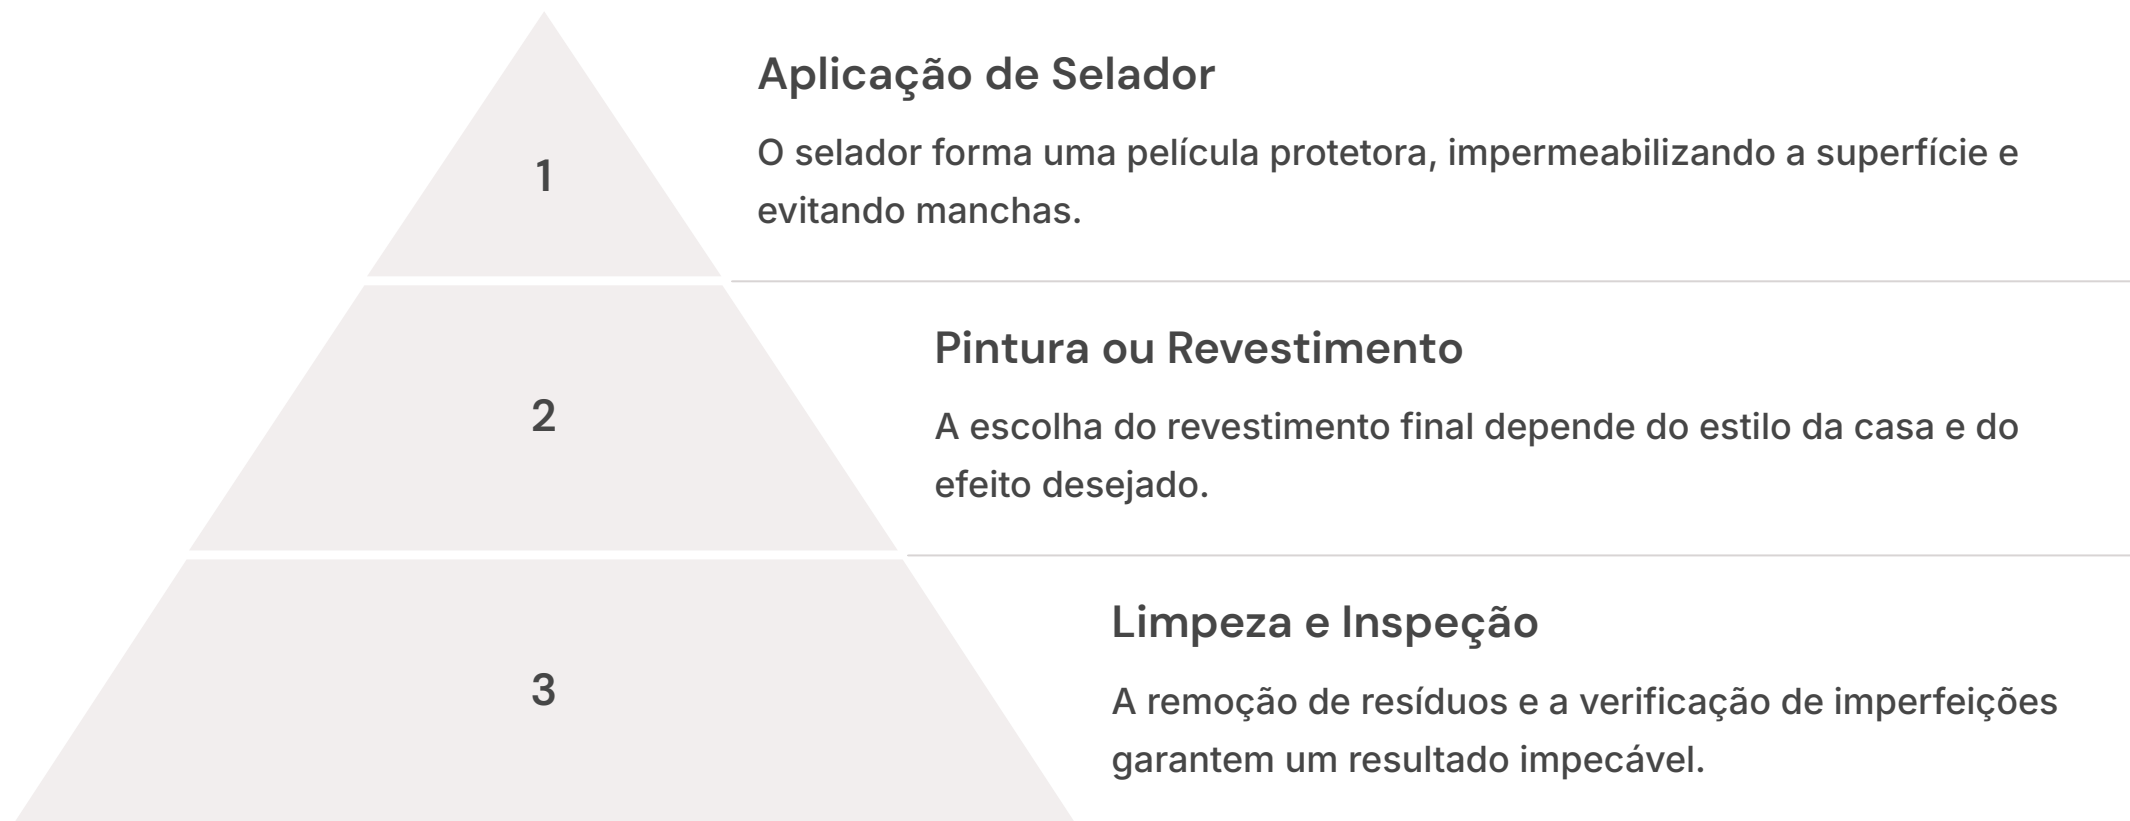 1
Aplicação de Selador
O selador forma uma película protetora, impermeabilizando a superfície e
evitando manchas.
2
Pintura ou Revestimento
A escolha do revestimento final depende do estilo da casa e do
efeito desejado.
3
Limpeza e Inspeção
A remoção de resíduos e a verificação de imperfeições
garantem um resultado impecável.